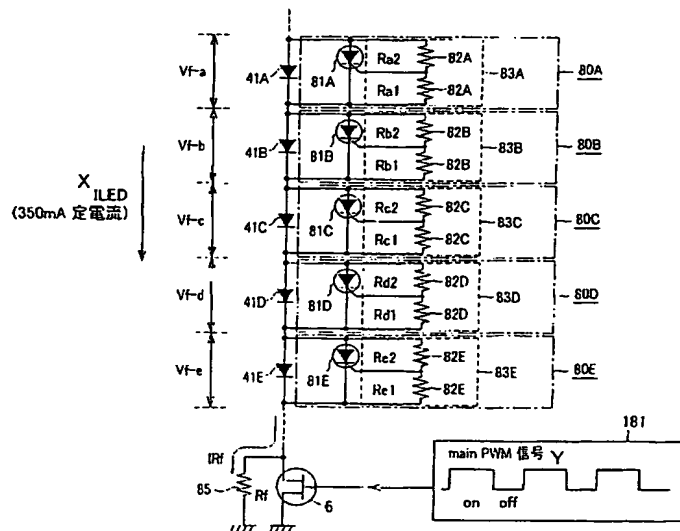 Vf-a
41A
81A
Ra2
Ra1
82A
82A
83A
80A
Vf-b
41B
81B
Rb2
Rb1
82B
82B
83B
80B
X
ILED
(350mA 定電流)
Vf-c
41C
81C
Rc2
Rc1
82C
82C
83C
80C
Vf-d
41D
81D
Rd2
Rd1
82D
82D
83D
80D
Vf-e
41E
81E
Re2
Re1
82E
82E
83E
80E
181
IRf
85
Rf
6
main PWM 信号 Y
on off